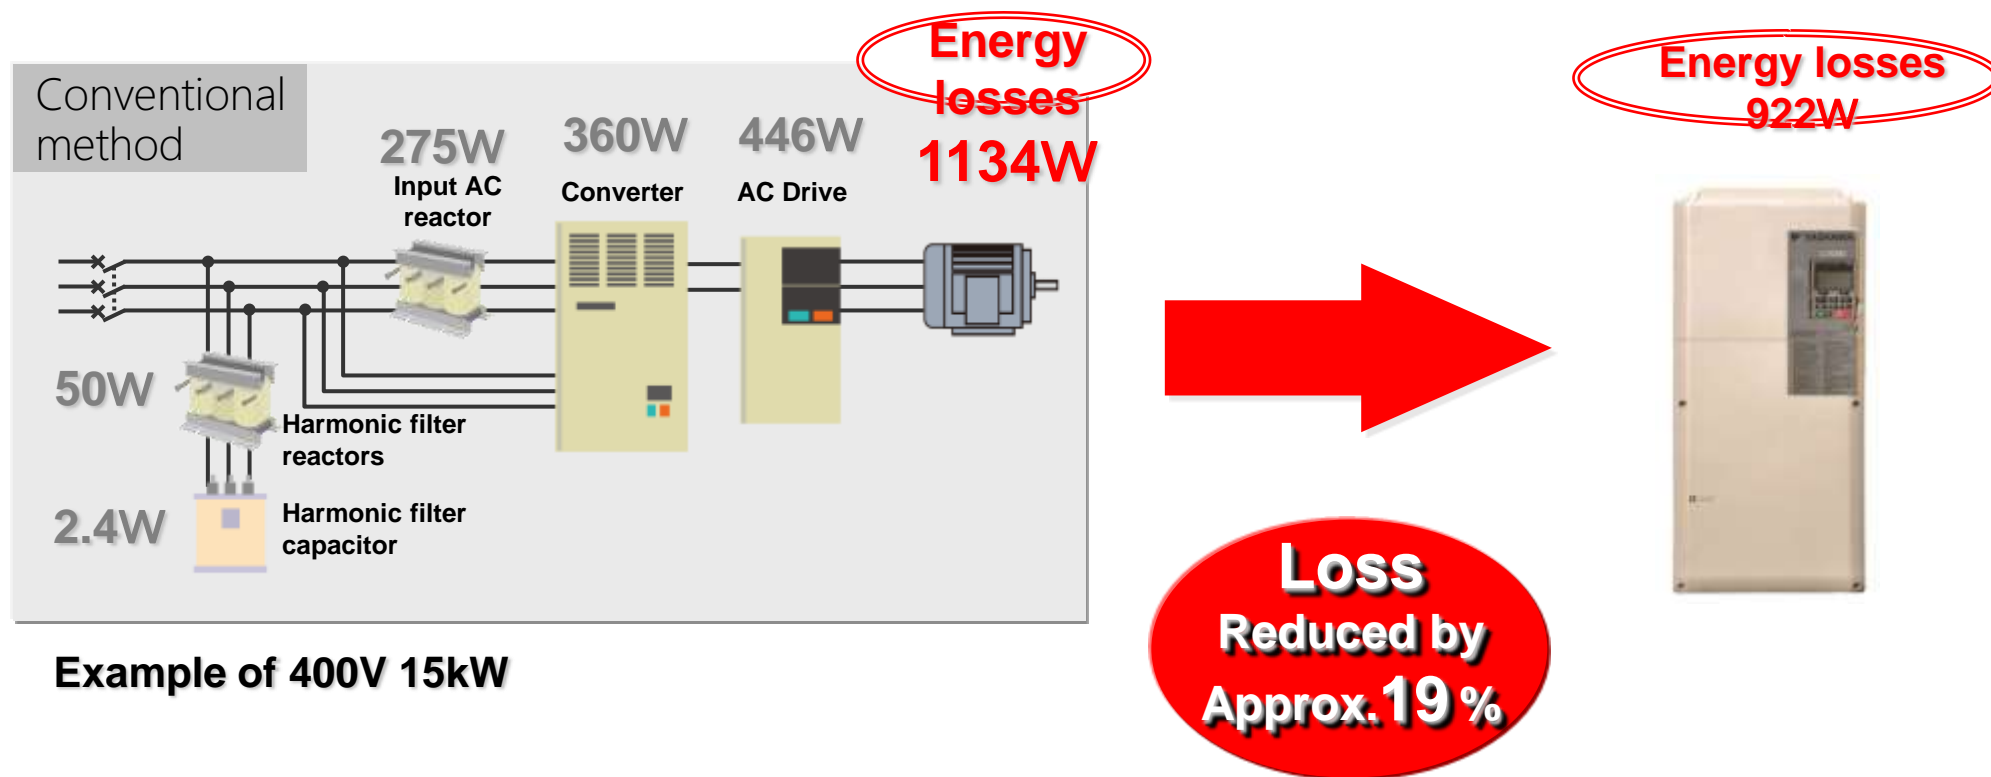 Conventional
method
275W
Input AC
reactor
360W
Converter
446W
AC Drive
Energy
losses
1134W
50W
Harmonic filter
reactors
2.4W
Harmonic filter
capacitor
Example of 400V 15kW
Energy losses
922W
YASKAWA
Loss
Reduced by
Approx.19 %